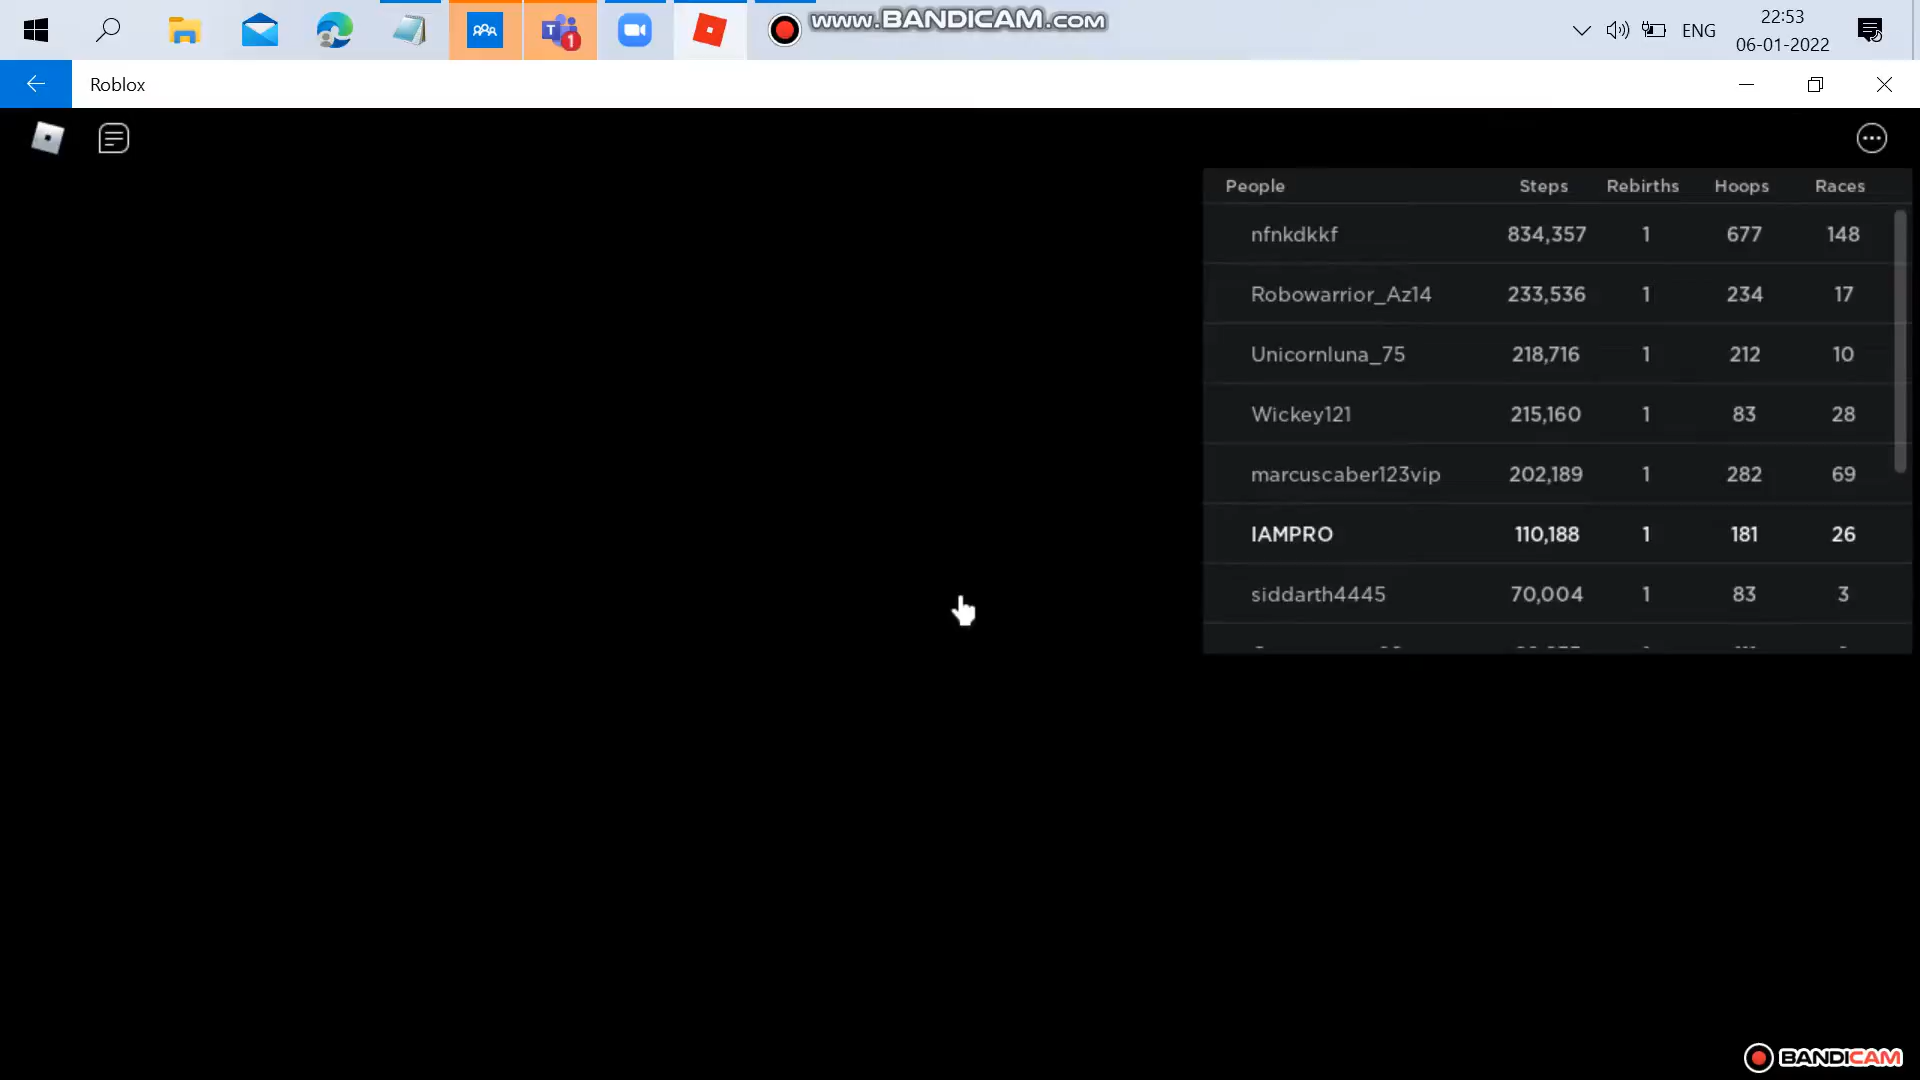 www.BANDICAM.com
22:53
ENG
06-01-2022
1
Roblox
People Steps Rebirths Hoops Races
nfnkdkkf 834,357 1 677 148
Robowarrior_Az14 233,536 1 234 17
Unicornluna_75 218,716 1 212 10
Wickey121 215,160 1 83 28
marcuscaber123vip 202,189 1 282 69
IAMPRO 110,188 1 181 26
siddarth4445 70,004 1 83 3
BANDICAM